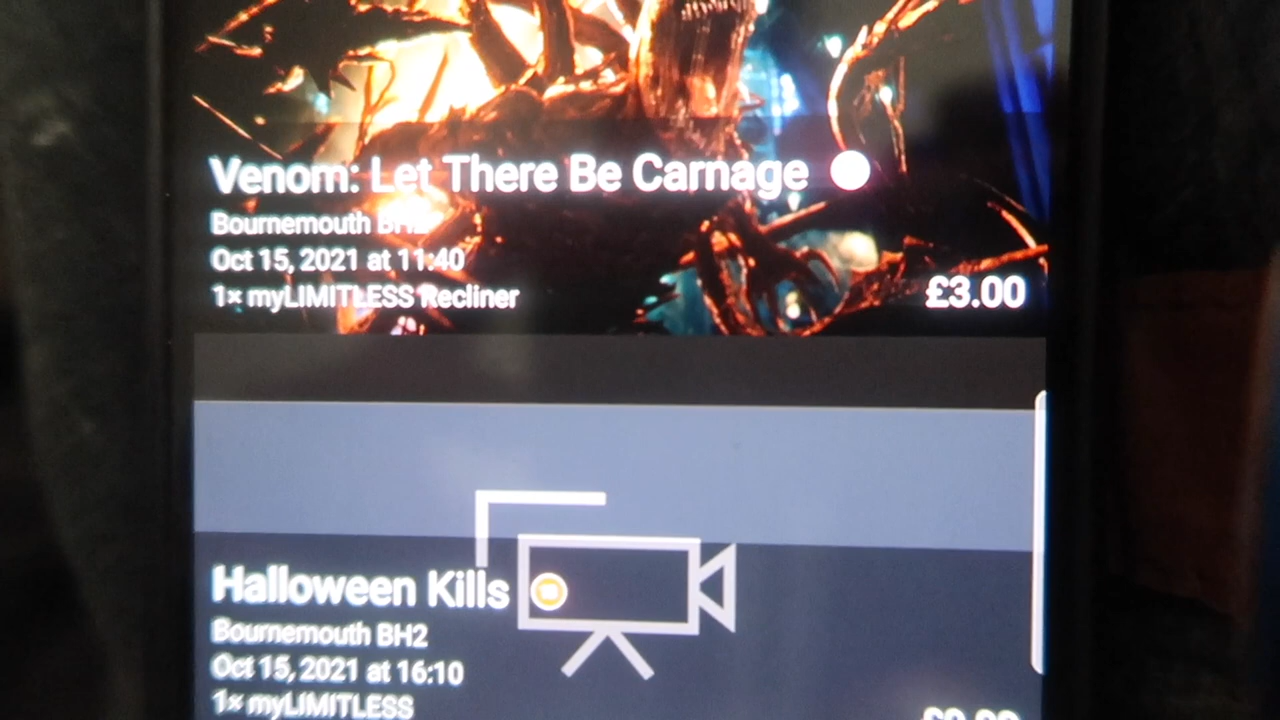 Venom: Let There Be Carnage
Bournemouth BH2
Oct 15, 2021 at 11:40
1× myLIMITLESS Recliner
£3.00
Halloween Kills
Bournemouth BH2
Oct 15, 2021 at 16:10
1× myLIMITLESS